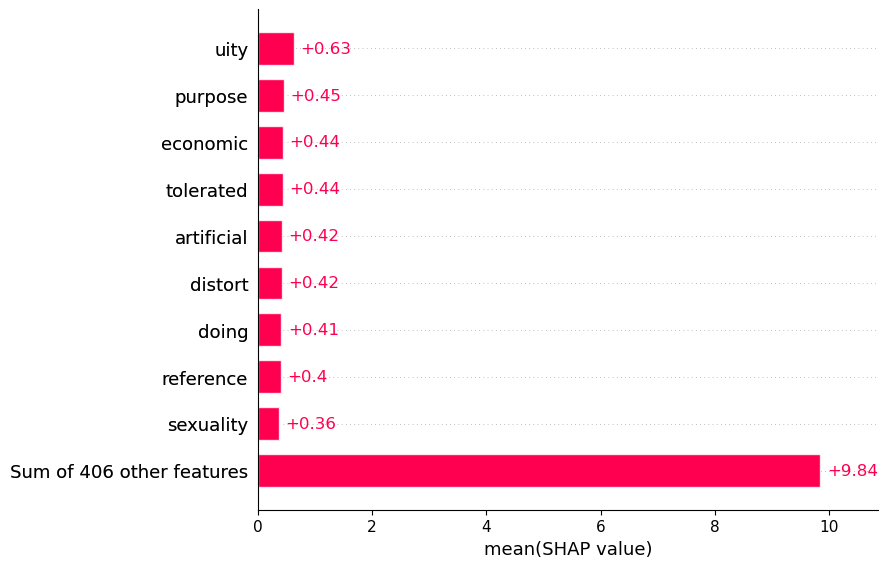 uity +0.63
purpose +0.45
economic +0.44
tolerated +0.44
artificial +0.42
distort +0.42
doing +0.41
reference +0.4
sexuality +0.36
Sum of 406 other features +9.84
0 2 4 6 8 10
mean(SHAP value)